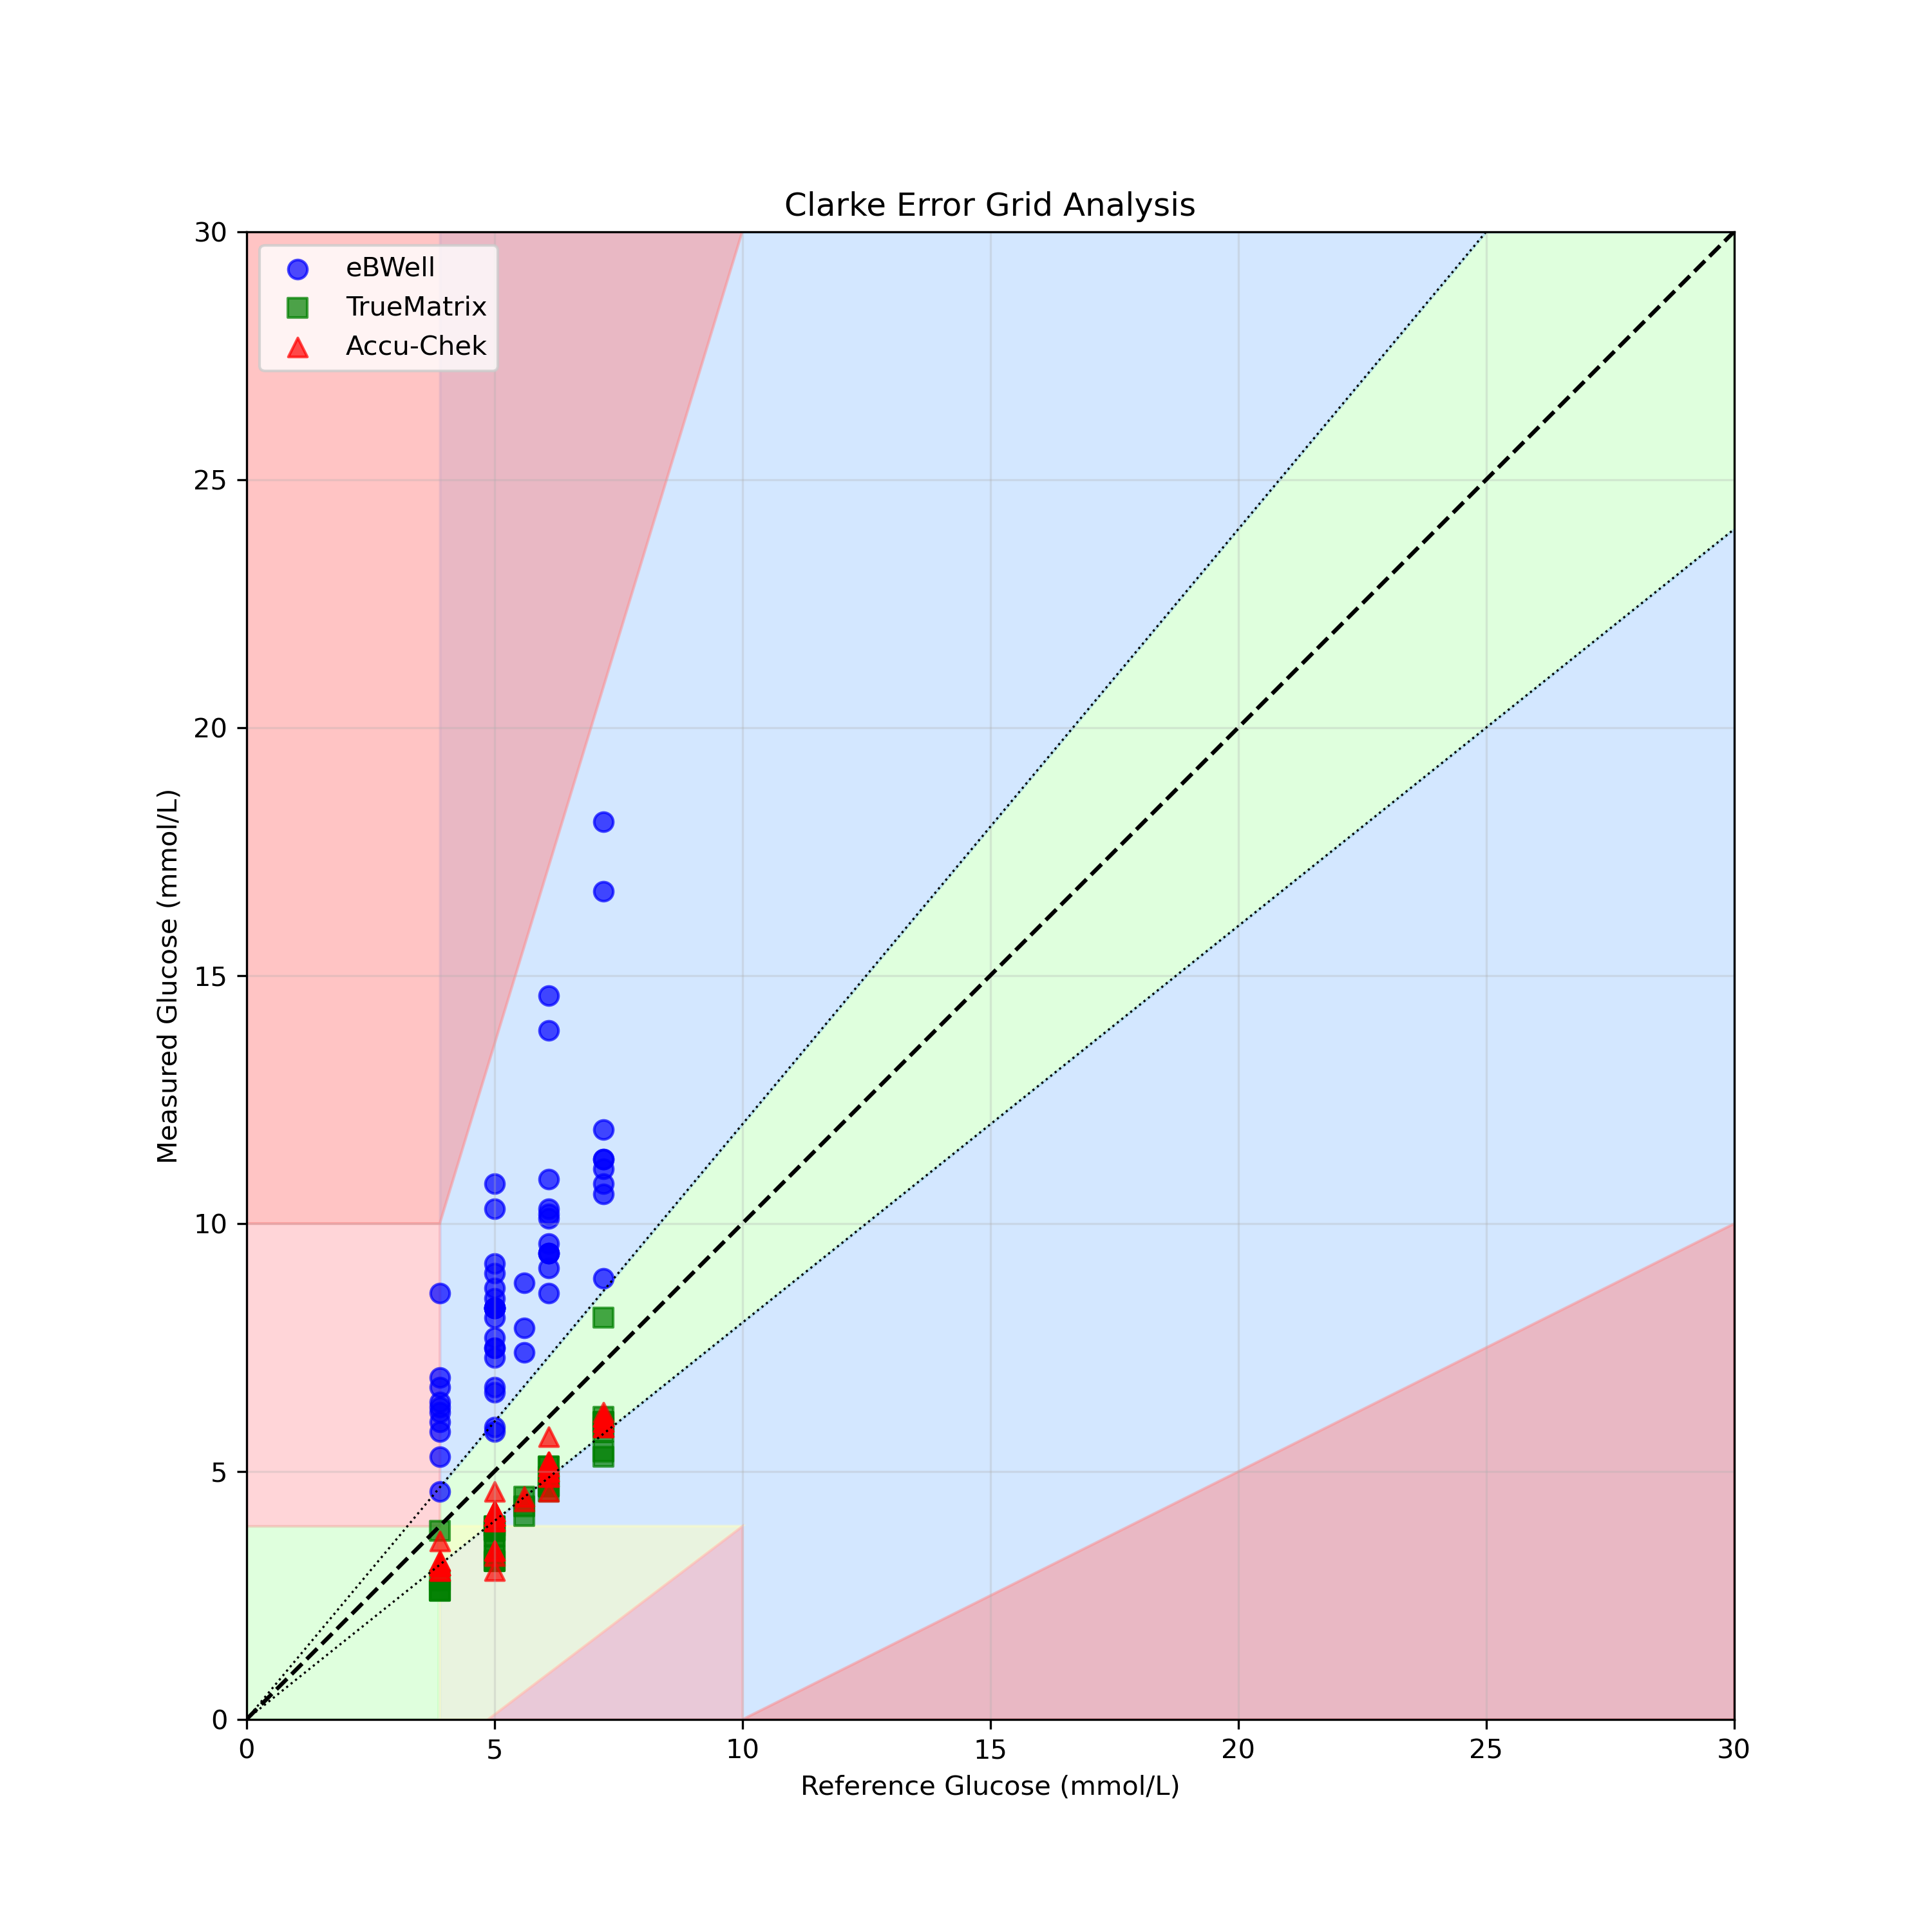 Clarke Error Grid Analysis
eBWell
TrueMatrix
Accu-Chek
30
25
20
15
10
5
0
Measured Glucose (mmol/L)
0 5 10 15 20 25 30
Reference Glucose (mmol/L)